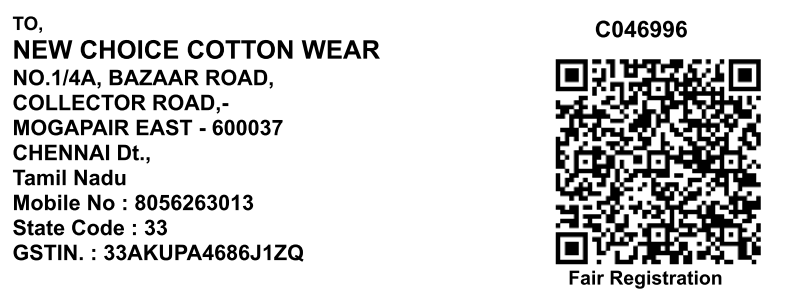 TO,
NEW CHOICE COTTON WEAR
NO.1/4A, BAZAAR ROAD,
COLLECTOR ROAD,-
MOGAPAIR EAST - 600037
CHENNAI Dt.,
Tamil Nadu
Mobile No : 8056263013
State Code : 33
GSTIN. : 33AKUPA4686J1ZQ
C046996
Fair Registration